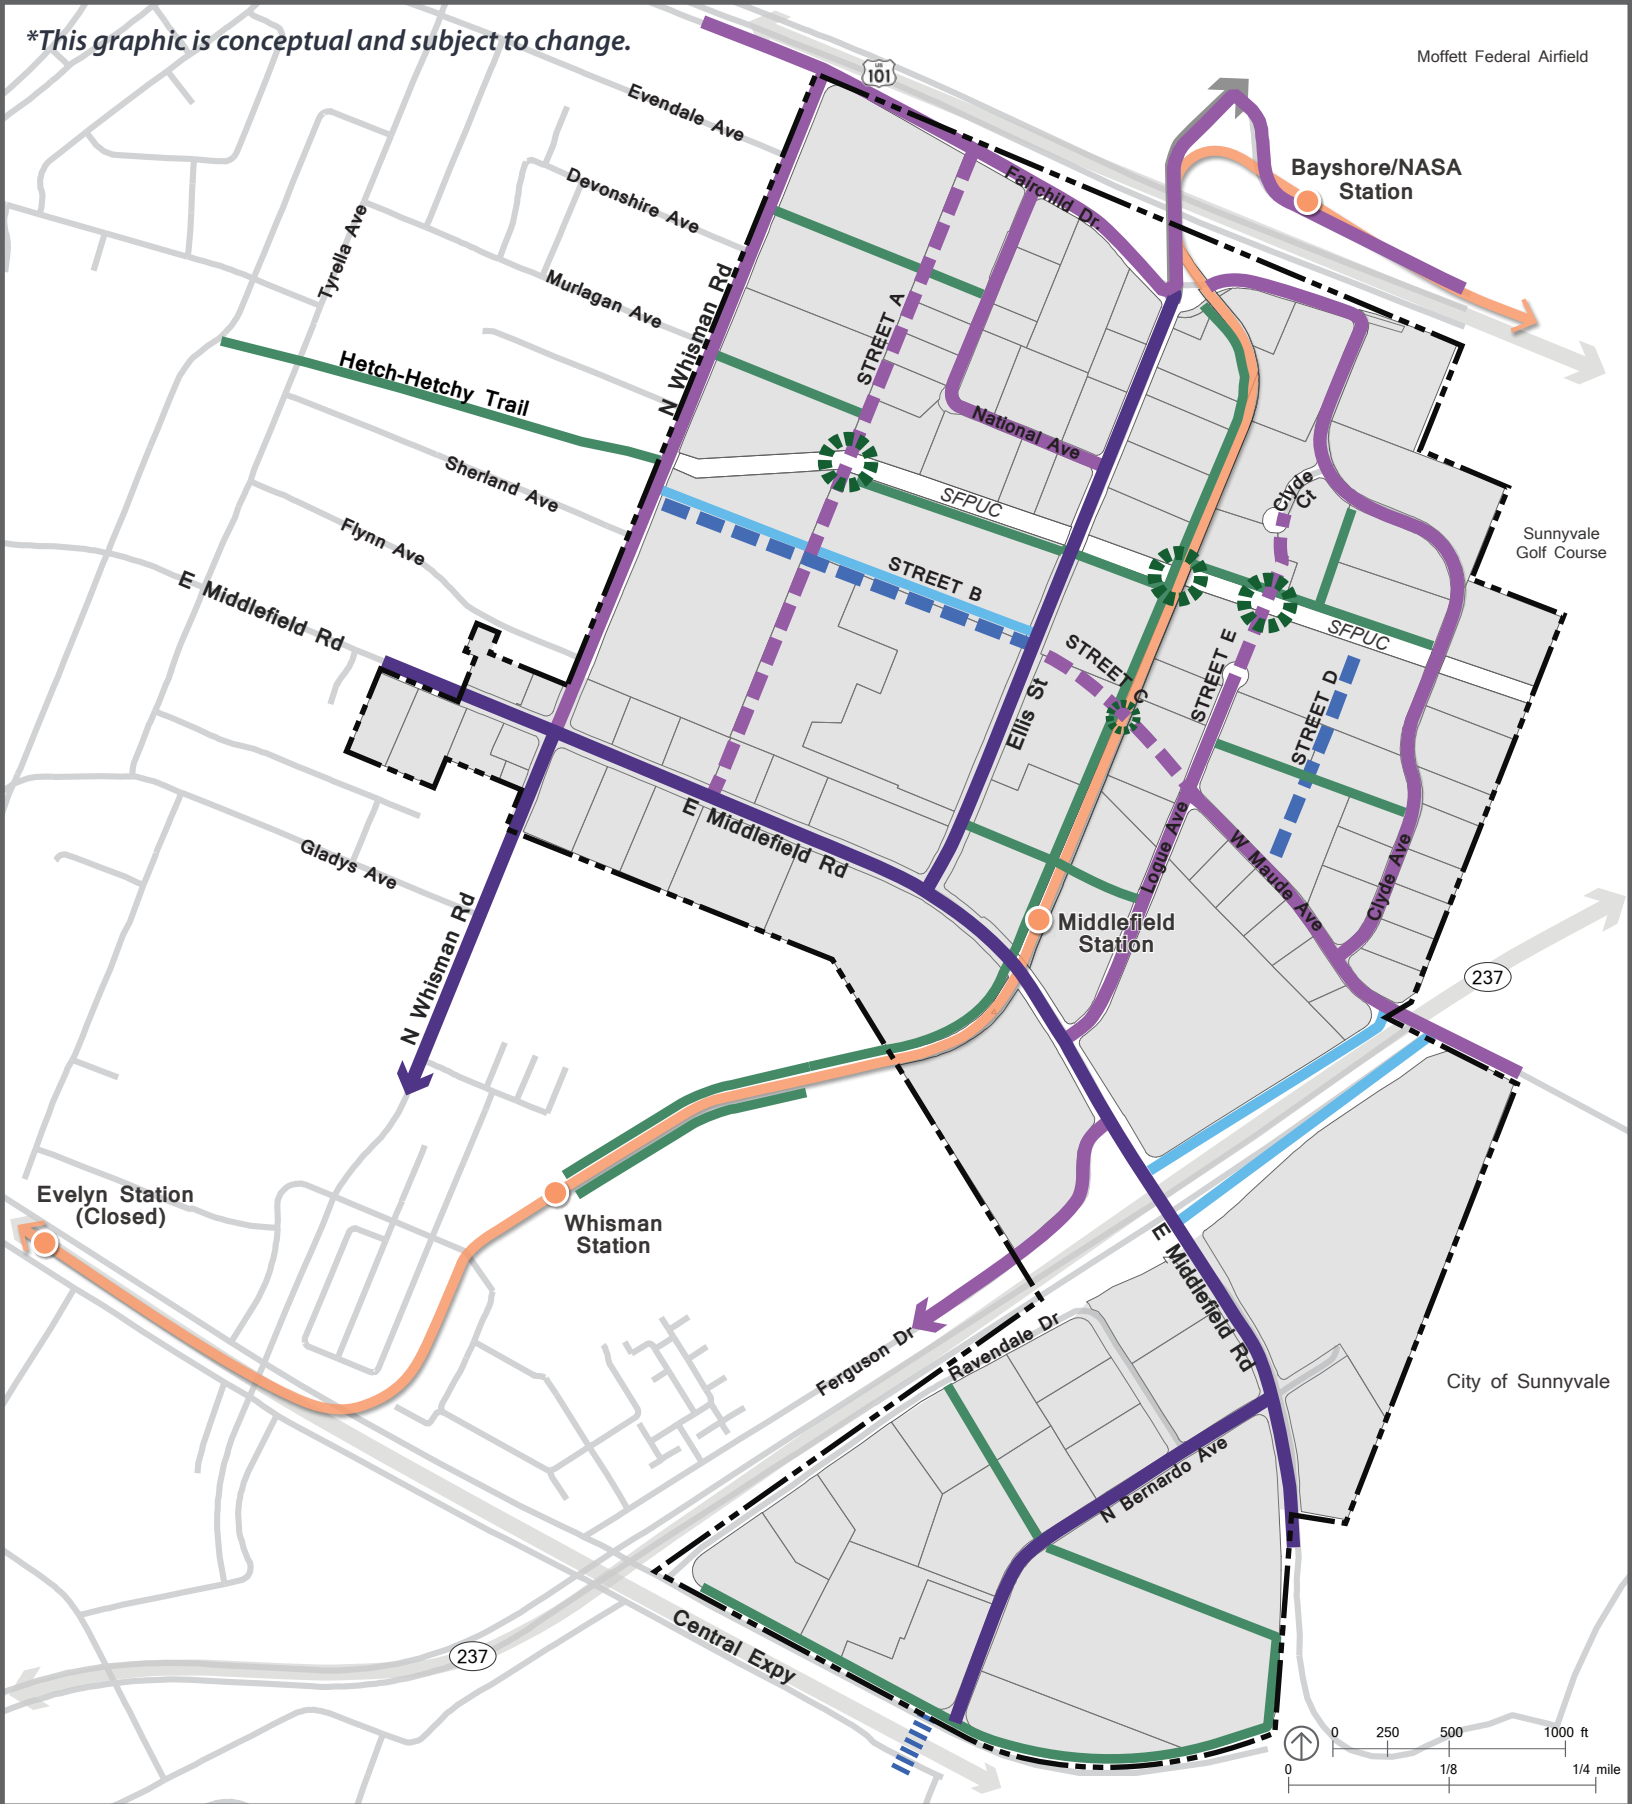 *This graphic is conceptual and subject to change.
Moffett Federal Airfield
US
101
Evendale Ave
Bayshore/NASA
Station
Devonshire Ave
Fairchild Dr.
Tyrella Ave
Murlagan Ave
N Whisman Rd
STREET A
Hetch-Hetchy Trail
National Ave
Sherland Ave
SFPUC
Clyde
Ct
Flynn Ave
Sunnyvale
Golf Course
STREET B
E Middlefield Rd
SFPUC
STREET C
STREET E
STREET D
Ellis St
E Middlefield Rd
Gladys Ave
Logue Ave
W Maude Ave
Clyde Ave
N Whisman Rd
Middlefield
Station
237
Evelyn Station
(Closed)
Whisman
Station
E Middlefield Rd
Ferguson Dr
Ravendale Dr
City of Sunnyvale
N Bernardo Ave
Central Expy
237
0 250 500 1000 ft
0 1/8 1/4 mile